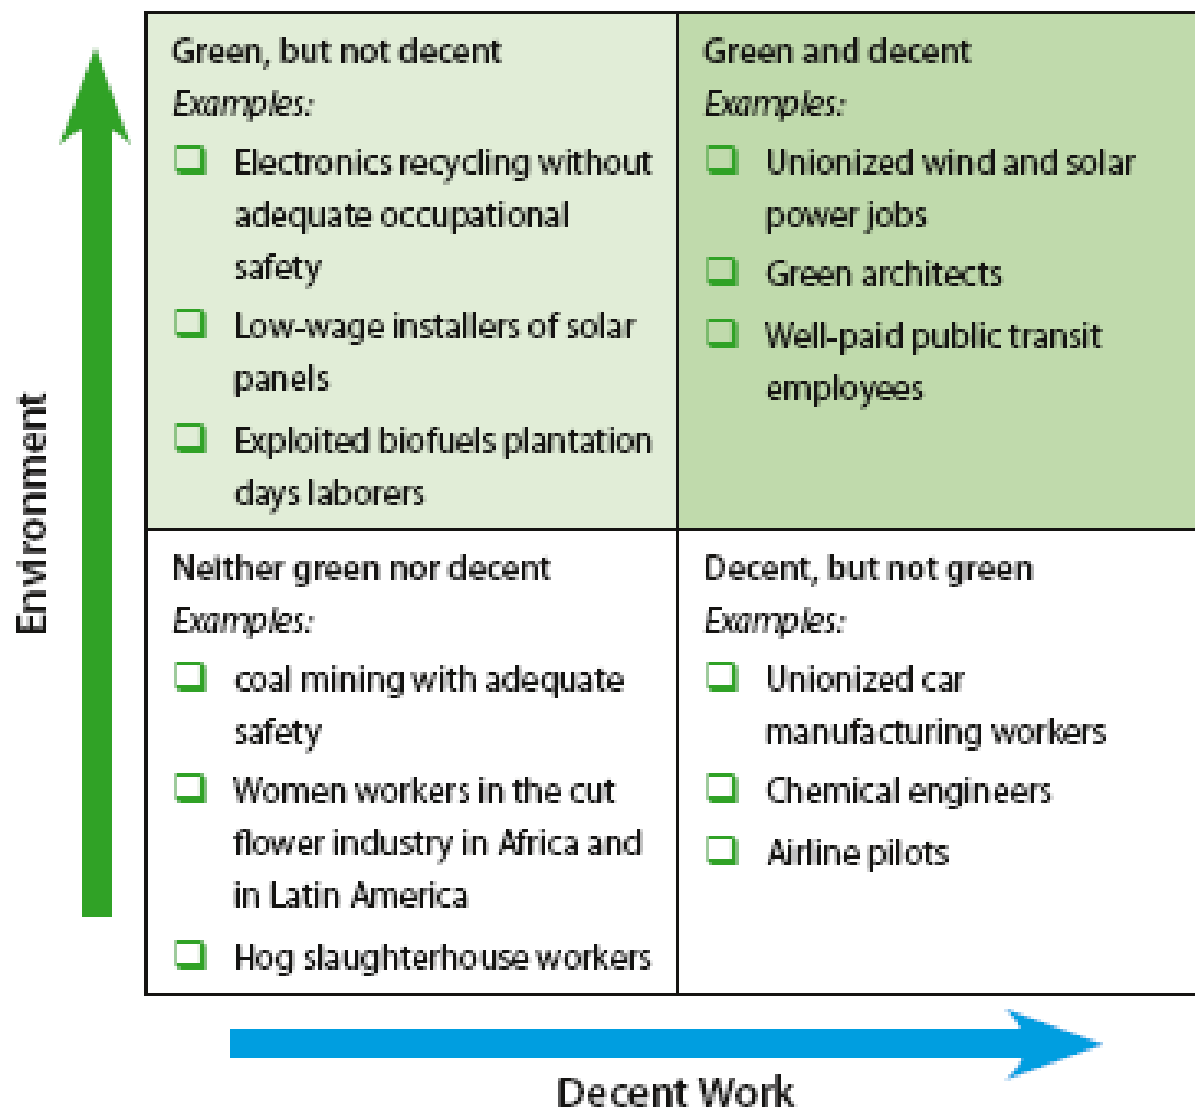 Green, but not decent
Examples:
❑ Electronics recycling without
adequate occupational
safety
❑ Low-wage installers of solar
panels
❑ Exploited biofuels plantation
days laborers
Green and decent
Examples:
❑ Unionized wind and solar
power jobs
❑ Green architects
❑ Well-paid public transit
employees
Environment
Neither green nor decent
Examples:
❑ coal mining with adequate
safety
❑ Women workers in the cut
flower industry in Africa and
in Latin America
❑ Hog slaughterhouse workers
Decent, but not green
Examples:
❑ Unionized car
manufacturing workers
❑ Chemical engineers
❑ Airline pilots
Decent Work